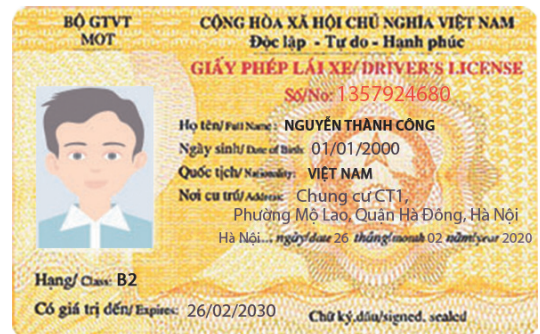 BỘ GTVT
MOT
CỘNG HÒA XÃ HỘI CHỦ NGHĨA VIỆT NAM
Độc lập - Tự do - Hạnh phúc
GIẤY PHÉP LÁI XE/ DRIVER'S LICENSE
Số/No: 1357924680
Họ tên/ Full Name: NGUYỄN THÀNH CÔNG
Ngày sinh/ Date of Birth: 01/01/2000
Quốc tịch/ Nationality: VIỆT NAM
Nơi cư trú/ Address: Chung cư CT1,
Phường Mộ Lao, Quán Hà Đông, Hà Nội
Hà Nội... ngày/date 26 tháng/month 02 năm/year 2020
Hạng/ Class: B2
Có giá trị đến/ Expires: 26/02/2030
Chữ ký,dấu/signed, sealed